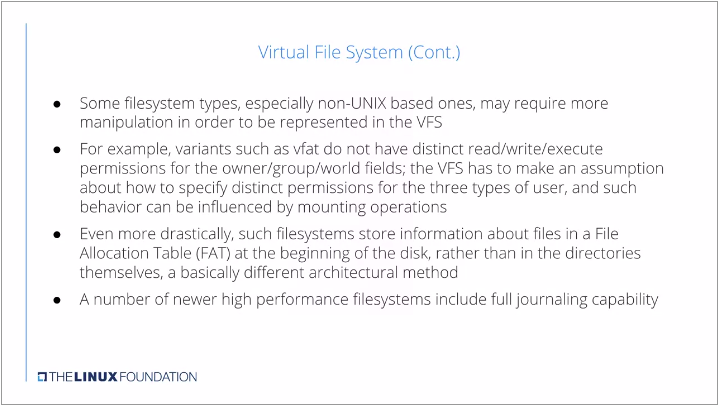 Virtual File System (Cont.)
● Some filesystem types, especially non-UNIX based ones, may require more
manipulation in order to be represented in the VFS
● For example, variants such as vfat do not have distinct read/write/execute
permissions for the owner/group/world fields; the VFS has to make an assumption
about how to specify distinct permissions for the three types of user, and such
behavior can be influenced by mounting operations
● Even more drastically, such filesystems store information about files in a File
Allocation Table (FAT) at the beginning of the disk, rather than in the directories
themselves, a basically different architectural method
● A number of newer high performance filesystems include full journaling capability
THE LINUX FOUNDATION